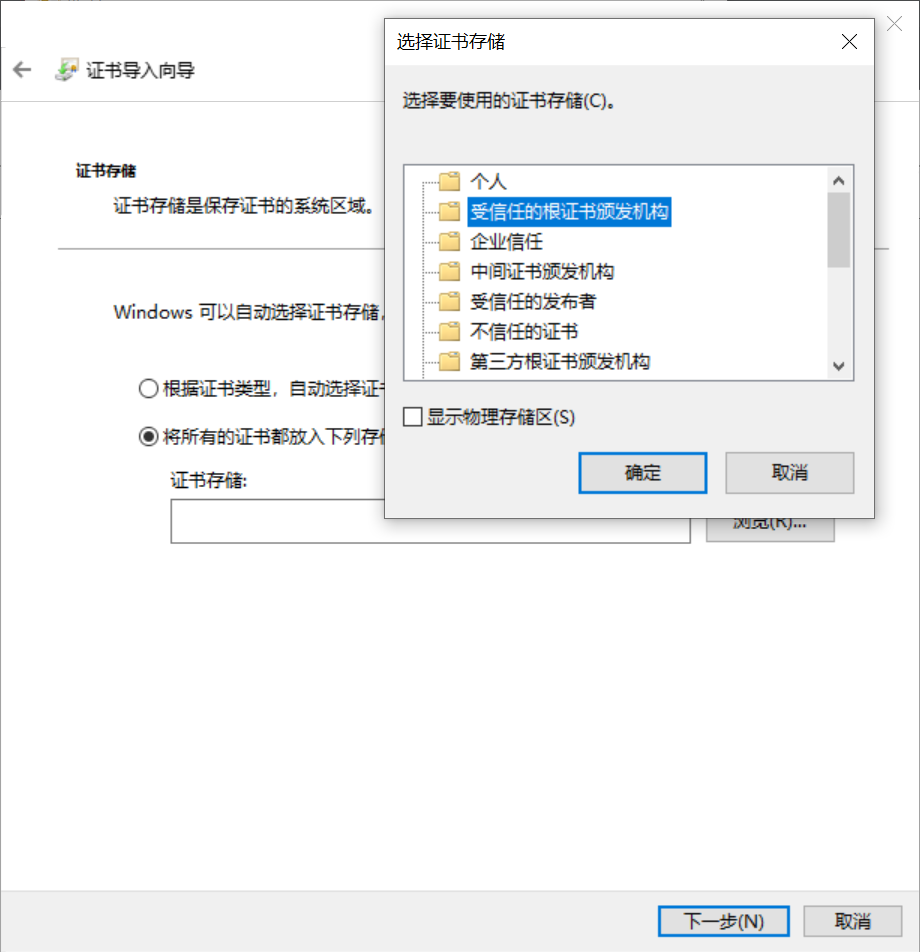 证书导入向导
证书存储
证书存储是保存证书的系统区域。
Windows 可以自动选择证书存储,
根据证书类型，自动选择证
将所有的证书都放入下列存
证书存储:
浏览(R)...
选择证书存储
选择要使用的证书存储(C)。
个人
受信任的根证书颁发机构
企业信任
中间证书颁发机构
受信任的发布者
不信任的证书
第三方根证书颁发机构
显示物理存储区(S)
确定 取消
下一步(N) 取消